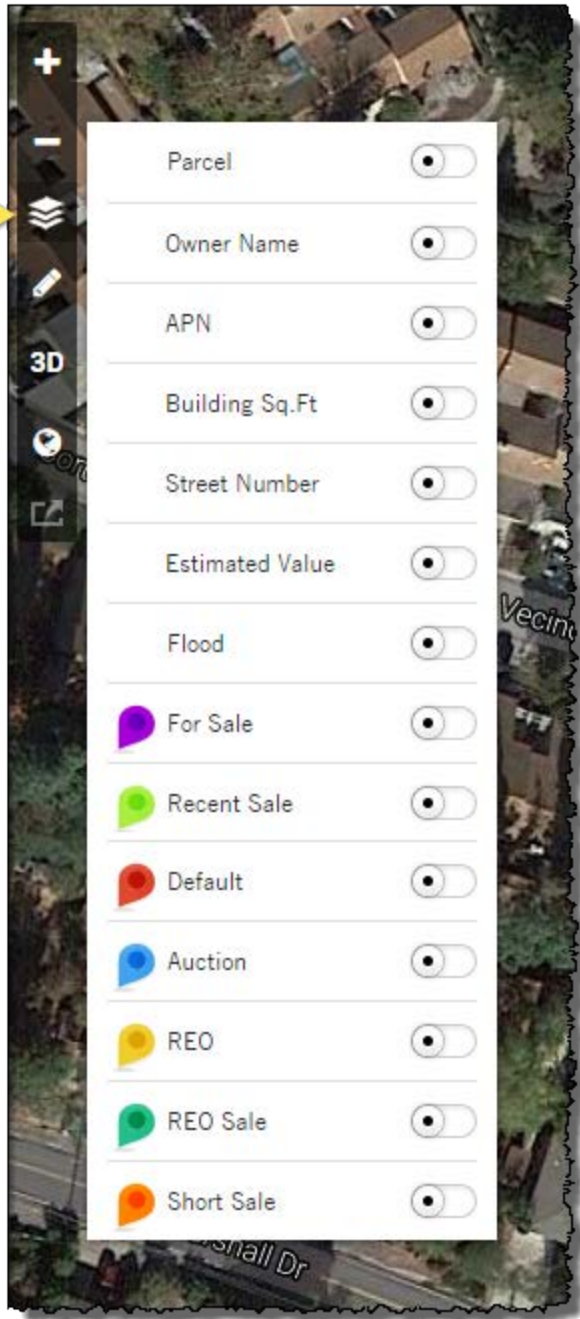 Parcel
Owner Name
APN
Building Sq.Ft
3D
Street Number
Estimated Value
Flood
For Sale
Recent Sale
Default
Auction
REO
REO Sale
Short Sale
Dr